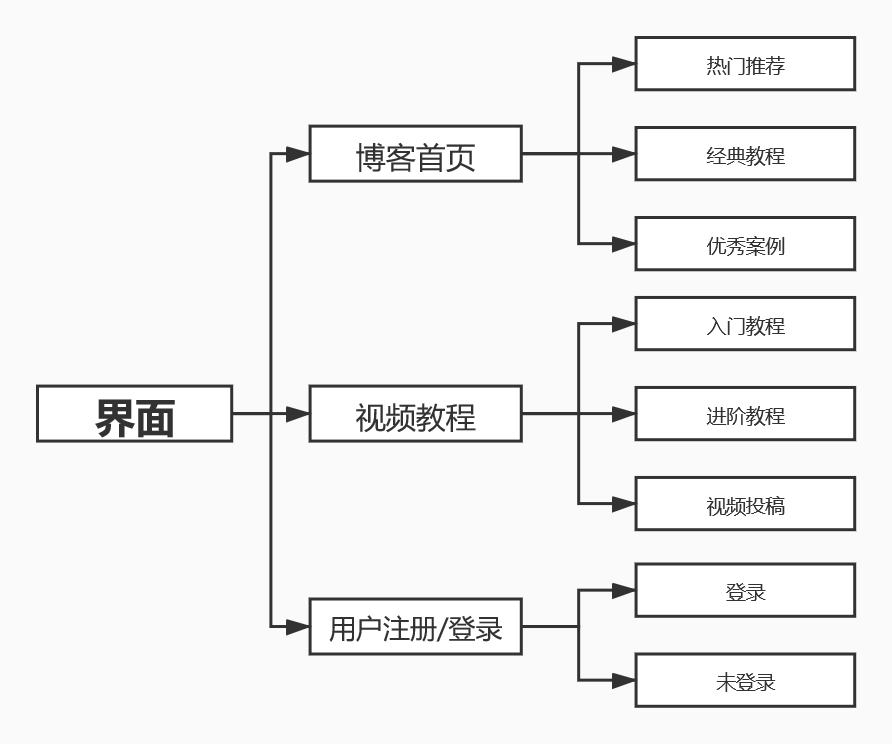 界面
博客首页
热门推荐
经典教程
优秀案例
视频教程
入门教程
进阶教程
视频投稿
用户注册/登录
登录
未登录